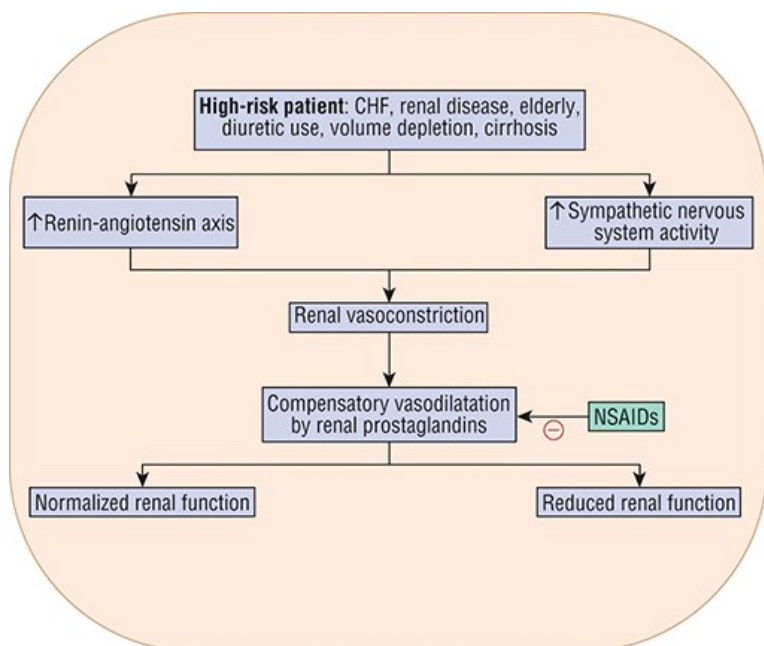 High-risk patient: CHF, renal disease, elderly,
diuretic use, volume depletion, cirrhosis
↑Renin-angiotensin axis
↑Sympathetic nervous
system activity
Renal vasoconstriction
Compensatory vasodilatation
by renal prostaglandins
NSAIDs
−
Normalized renal function
Reduced renal function